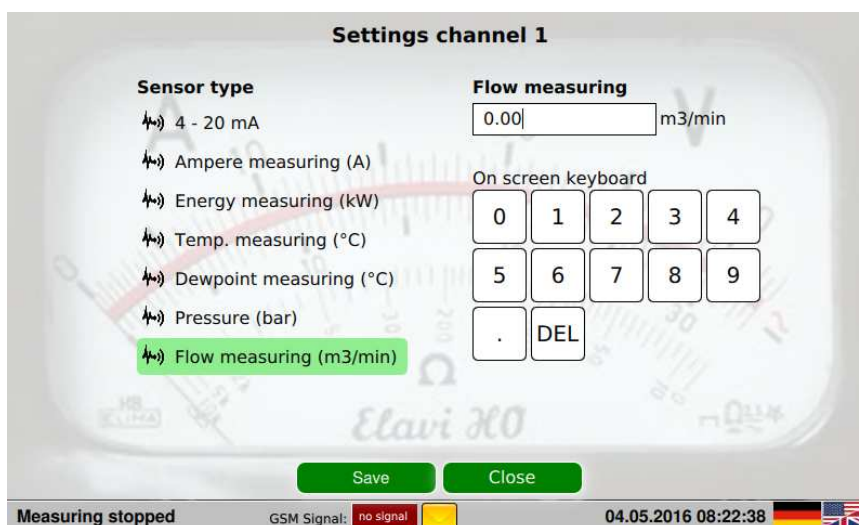 Settings channel 1
Sensor type
4 - 20 mA
Ampere measuring (A)
Energy measuring (kW)
Temp. measuring (°C)
Dewpoint measuring (°C)
Pressure (bar)
Flow measuring (m3/min)
Flow measuring
0.00 m3/min
On screen keyboard
0 1 2 3 4
5 6 7 8 9
. DEL
A
V
Ω
HB
ELIMA
Elavi
Save Close
Measuring stopped GSM Signal: no signal 04.05.2016 08:22:38